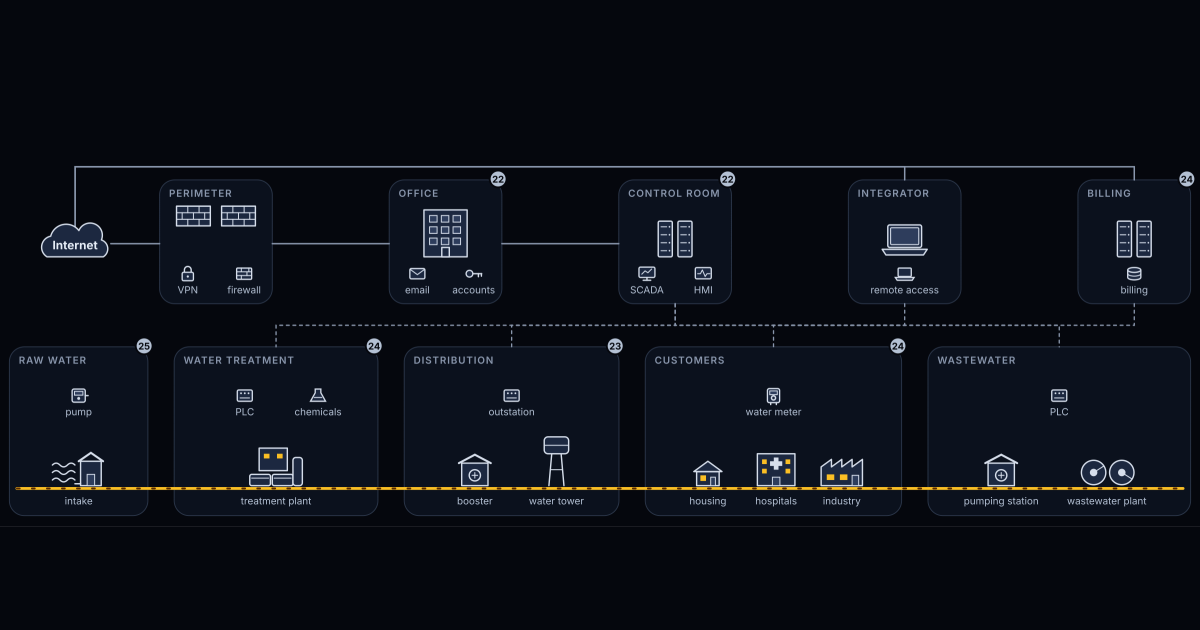 Internet
PERIMETER
VPN
firewall
OFFICE
22
email
accounts
CONTROL ROOM
22
SCADA
HMI
INTEGRATOR
remote access
BILLING
24
billing
RAW WATER
25
pump
intake
WATER TREATMENT
24
PLC
chemicals
treatment plant
DISTRIBUTION
23
outstation
booster
water tower
CUSTOMERS
24
water meter
housing
hospitals
industry
WASTEWATER
PLC
pumping station
wastewater plant